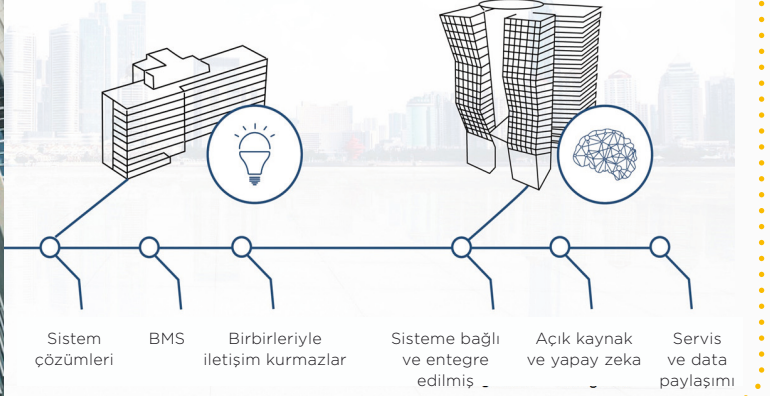 Sistem
çözümleri
BMS
Birbirleriyle
iletişim kurmazlar
Sisteme bağlı
ve entegre
edilmiş
Açık kaynak
ve yapay zeka
Servis
ve data
paylaşımı